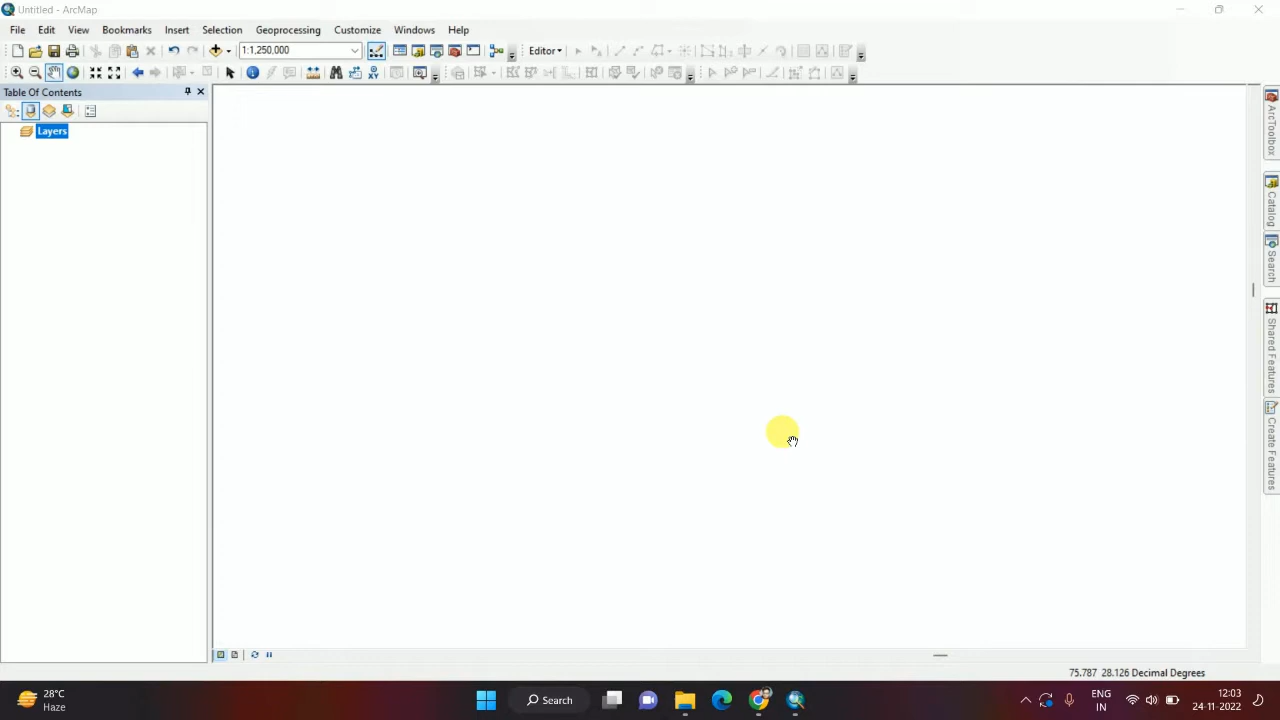 Untitled - ArcMap
File Edit View Bookmarks Insert Selection Geoprocessing Customize Windows Help
1:1,250,000
Editor
Table Of Contents
Layers
ArcToolbox
Catalog
Search
Shared Features
Create Features
75.787 28.126 Decimal Degrees
28°C
Haze
Search
ENG
IN
12:03
24-11-2022